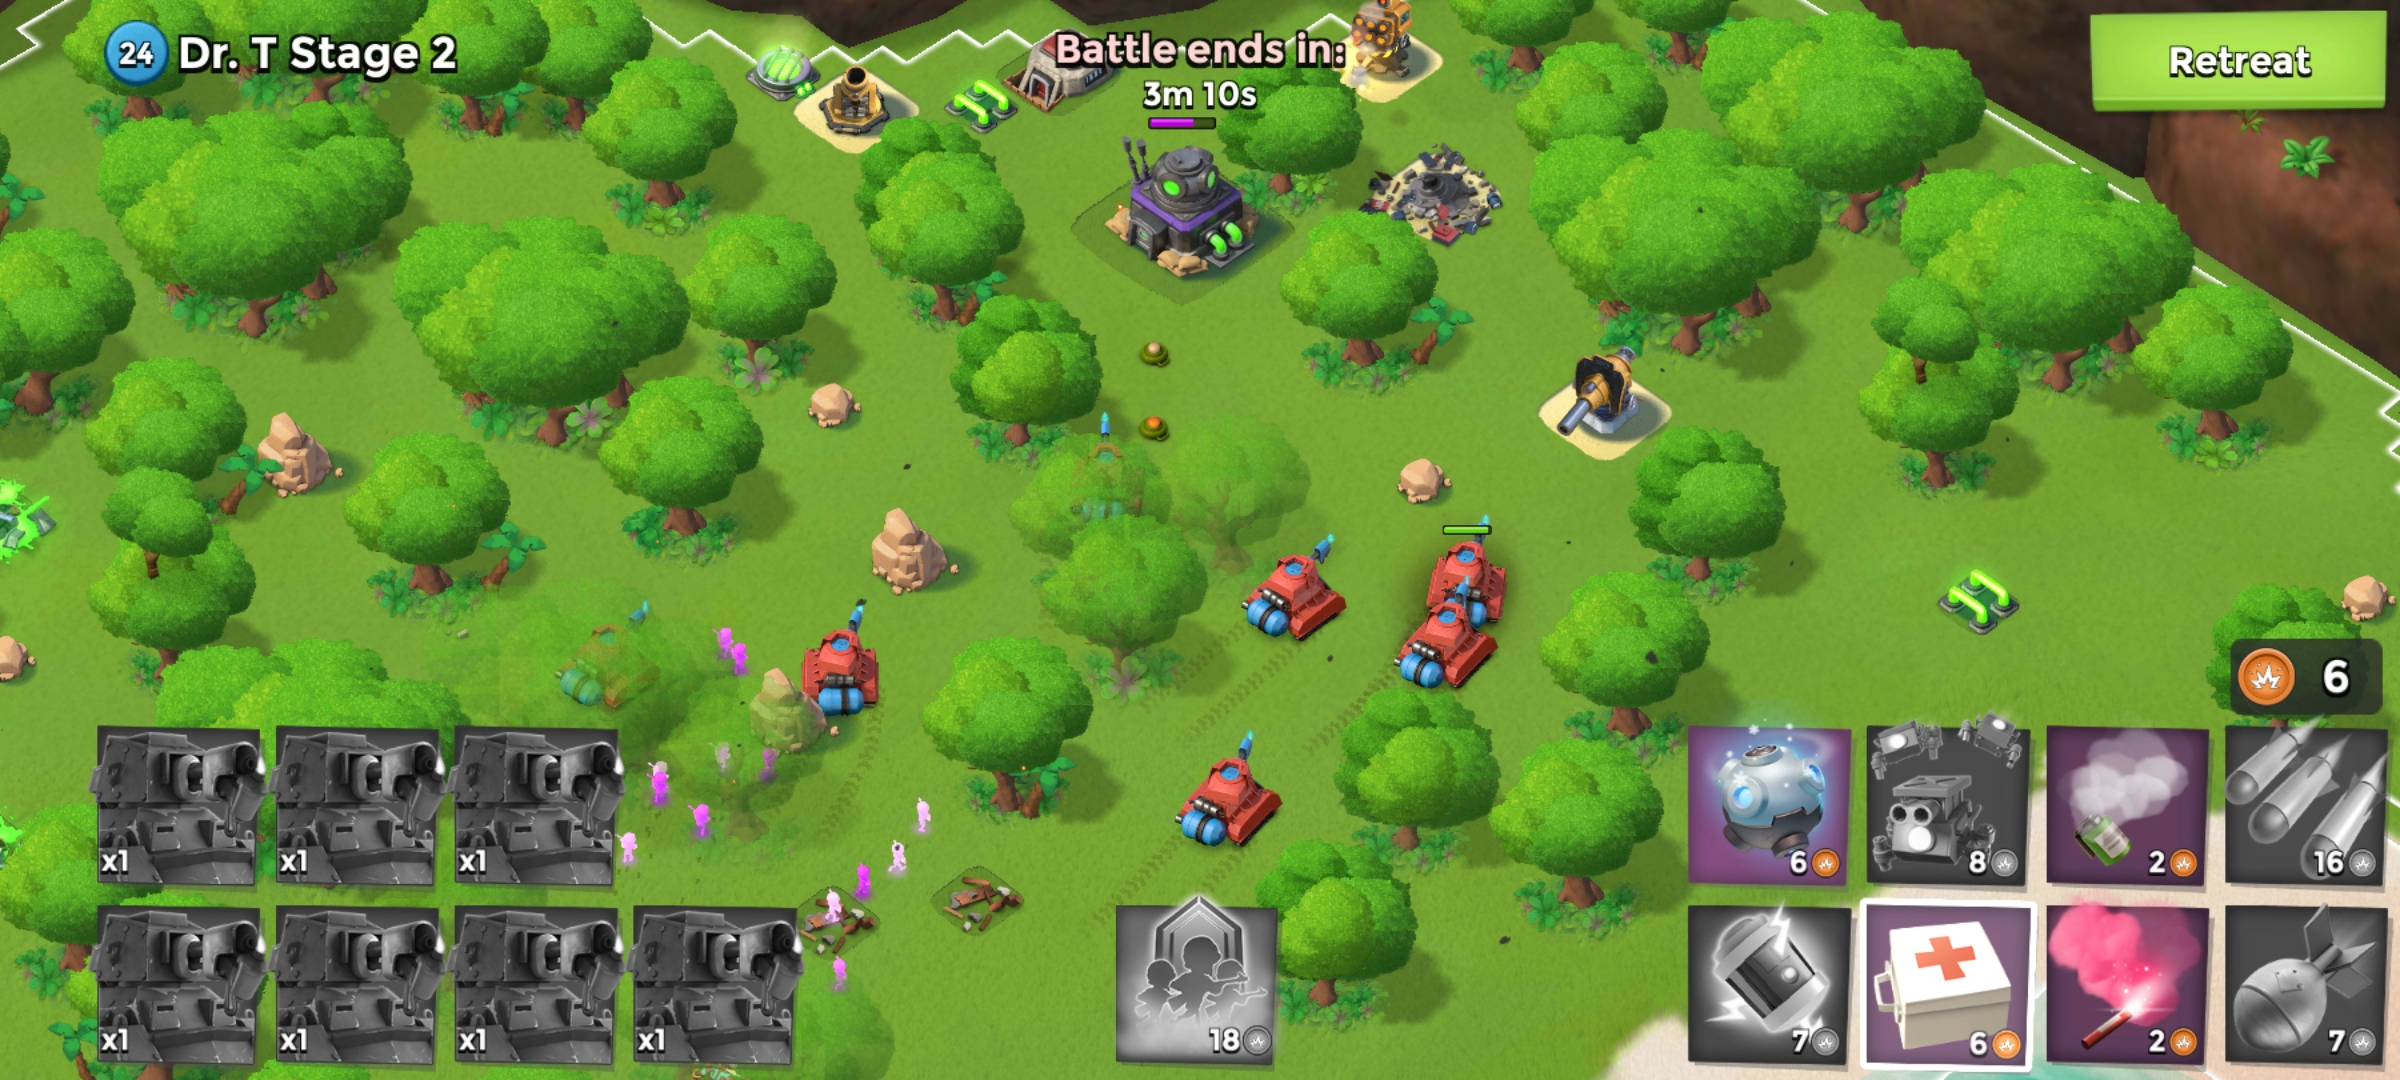 24 Dr. T Stage 2
Battle ends in:
3m 10s
Retreat
6
x1 x1 x1
6 8 2 16
x1 x1 x1 x1
18
7 6 2 7